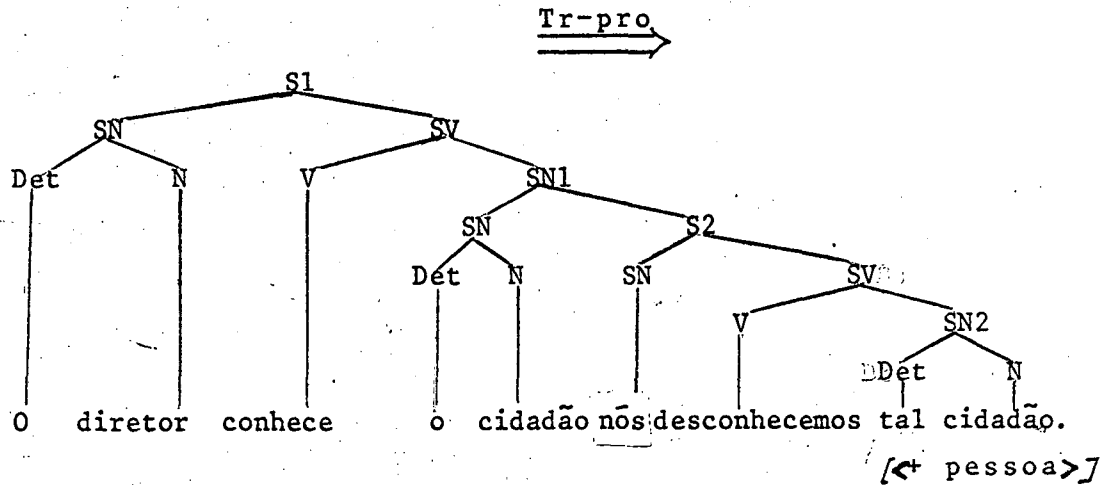 Tr-pro
S1
SN SV
Det N V SN1
SN S2
Det N SN SV
V SN2
Det N
O diretor conhece o cidadão nós desconhecemos tal cidadão.
[<+ pessoa>]